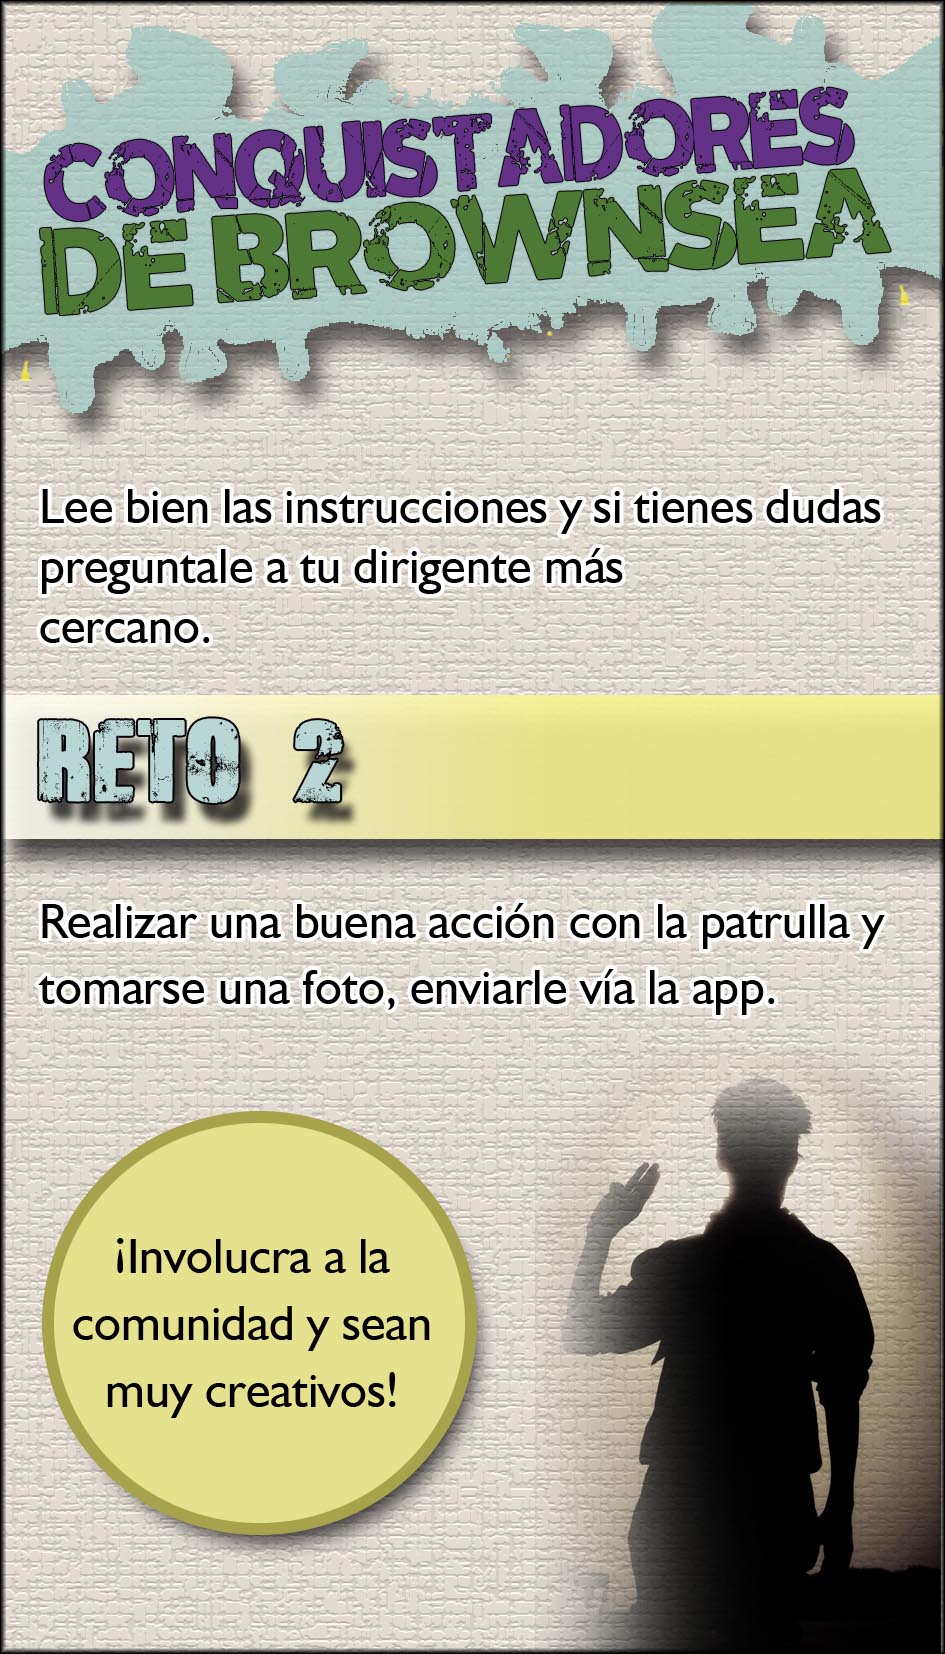 CONQUISTADORES
DE BROWNSEA
Lee bien las instrucciones y si tienes dudas
preguntale a tu dirigente más
cercano.
RETO 2
Realizar una buena acción con la patrulla y
tomarse una foto, enviarle vía la app.
¡Involucra a la
comunidad y sean
muy creativos!